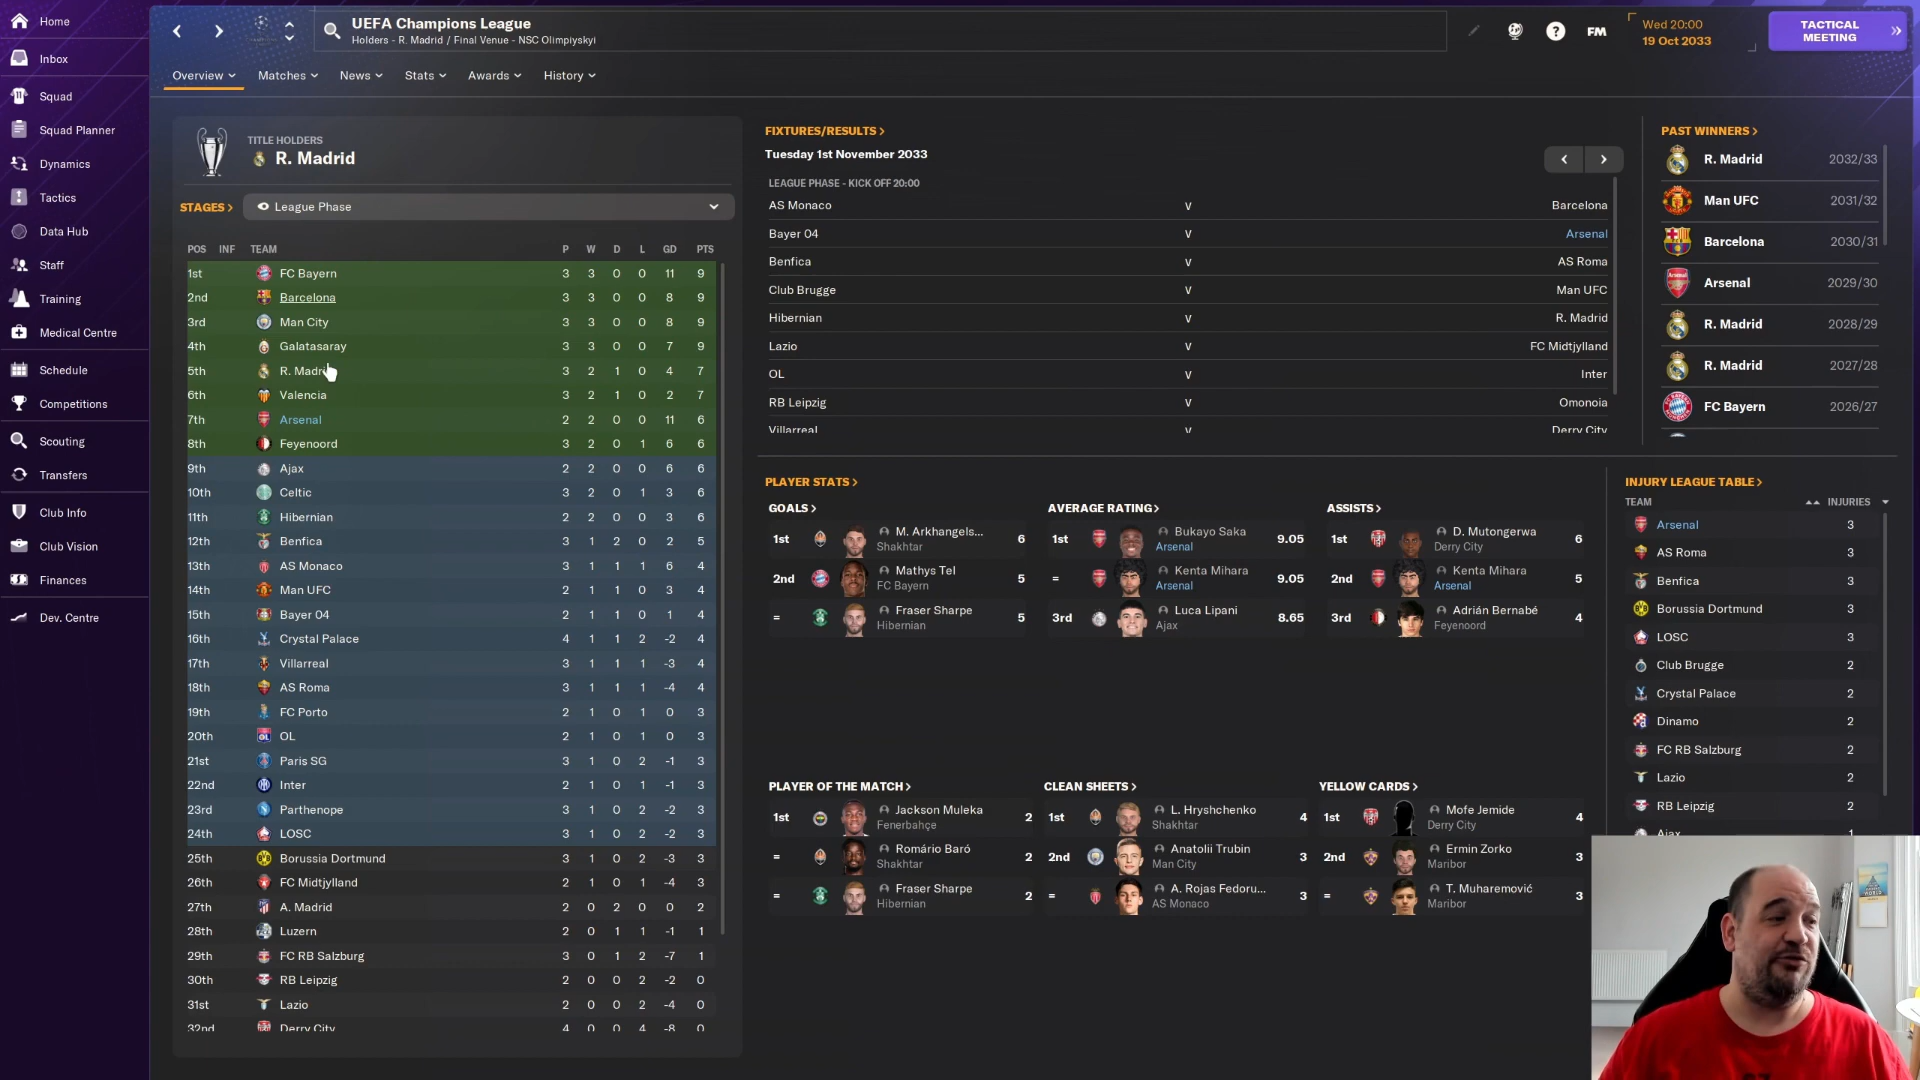 Home
Inbox
Squad
Squad Planner
Dynamics
Tactics
Data Hub
Staff
Training
Medical Centre
Schedule
Competitions
Scouting
Transfers
Club Info
Club Vision
Finances
Dev. Centre
UEFA Champions League
Holders - R. Madrid / Final Venue - NSC Olimpiyskyi
FM
Wed 20:00
19 Oct 2033
TACTICAL
MEETING
Overview Matches News Stats Awards History
TITLE HOLDERS
R. Madrid
STAGES League Phase
POS INF TEAM P W D L GD PTS
1st FC Bayern 3 3 0 0 11 9
2nd Barcelona 3 3 0 0 8 9
3rd Man City 3 3 0 0 8 9
4th Galatasaray 3 3 0 0 7 9
5th R. Madrid 3 2 1 0 4 7
6th Valencia 3 2 1 0 2 7
7th Arsenal 2 2 0 0 11 6
8th Feyenoord 3 2 0 1 6 6
9th Ajax 2 2 0 0 6 6
10th Celtic 3 2 0 1 3 6
11th Hibernian 2 2 0 0 3 6
12th Benfica 3 1 2 0 2 5
13th AS Monaco 3 1 1 1 6 4
14th Man UFC 2 1 1 0 3 4
15th Bayer 04 2 1 1 0 1 4
16th Crystal Palace 4 1 1 2 -2 4
17th Villarreal 3 1 1 1 -3 4
18th AS Roma 3 1 1 1 -4 4
19th FC Porto 2 1 0 1 0 3
20th OL 2 1 0 1 0 3
21st Paris SG 3 1 0 2 -1 3
22nd Inter 2 1 0 1 -1 3
23rd Parthenope 3 1 0 2 -2 3
24th LOSC 3 1 0 2 -2 3
25th Borussia Dortmund 3 1 0 2 -3 3
26th FC Midtjylland 2 1 0 1 -4 3
27th A. Madrid 2 0 2 0 0 2
28th Luzern 2 0 1 1 -1 1
29th FC RB Salzburg 3 0 1 2 -7 1
30th RB Leipzig 2 0 0 2 -2 0
31st Lazio 2 0 0 2 -4 0
32nd Derry City 4 0 0 4 -8 0
FIXTURES/RESULTS
Tuesday 1st November 2033
LEAGUE PHASE - KICK OFF 20:00
AS Monaco v Barcelona
Bayer 04 v Arsenal
Benfica v AS Roma
Club Brugge v Man UFC
Hibernian v R. Madrid
Lazio v FC Midtjylland
OL v Inter
RB Leipzig v Omonoia
Villarreal v Derry City
PAST WINNERS
R. Madrid 2032/33
Man UFC 2031/32
Barcelona 2030/31
Arsenal 2029/30
R. Madrid 2028/29
R. Madrid 2027/28
FC Bayern 2026/27
PLAYER STATS
GOALS
1st M. Arkhangels... 6
Shakhtar
2nd Mathys Tel 5
FC Bayern
= Fraser Sharpe 5
Hibernian
AVERAGE RATING
1st Bukayo Saka 9.05
Arsenal
= Kenta Mihara 9.05
Arsenal
3rd Luca Lipani 8.65
Ajax
ASSISTS
1st D. Mutongerwa 6
Derry City
2nd Kenta Mihara 5
Arsenal
3rd Adrián Bernabé 4
Feyenoord
PLAYER OF THE MATCH
1st Jackson Muleka 2
Fenerbahçe
= Romário Baró 2
Shakhtar
= Fraser Sharpe 2
Hibernian
CLEAN SHEETS
1st L. Hryshchenko 4
Shakhtar
2nd Anatolii Trubin 3
Man City
= A. Rojas Fedoru... 3
AS Monaco
YELLOW CARDS
1st Mofe Jemide 4
Derry City
2nd Ermin Zorko 3
Maribor
= T. Muharemović 3
Maribor
INJURY LEAGUE TABLE
TEAM INJURIES
Arsenal 3
AS Roma 3
Benfica 3
Borussia Dortmund 3
LOSC 3
Club Brugge 2
Crystal Palace 2
Dinamo 2
FC RB Salzburg 2
Lazio 2
RB Leipzig 2
Ajax 1